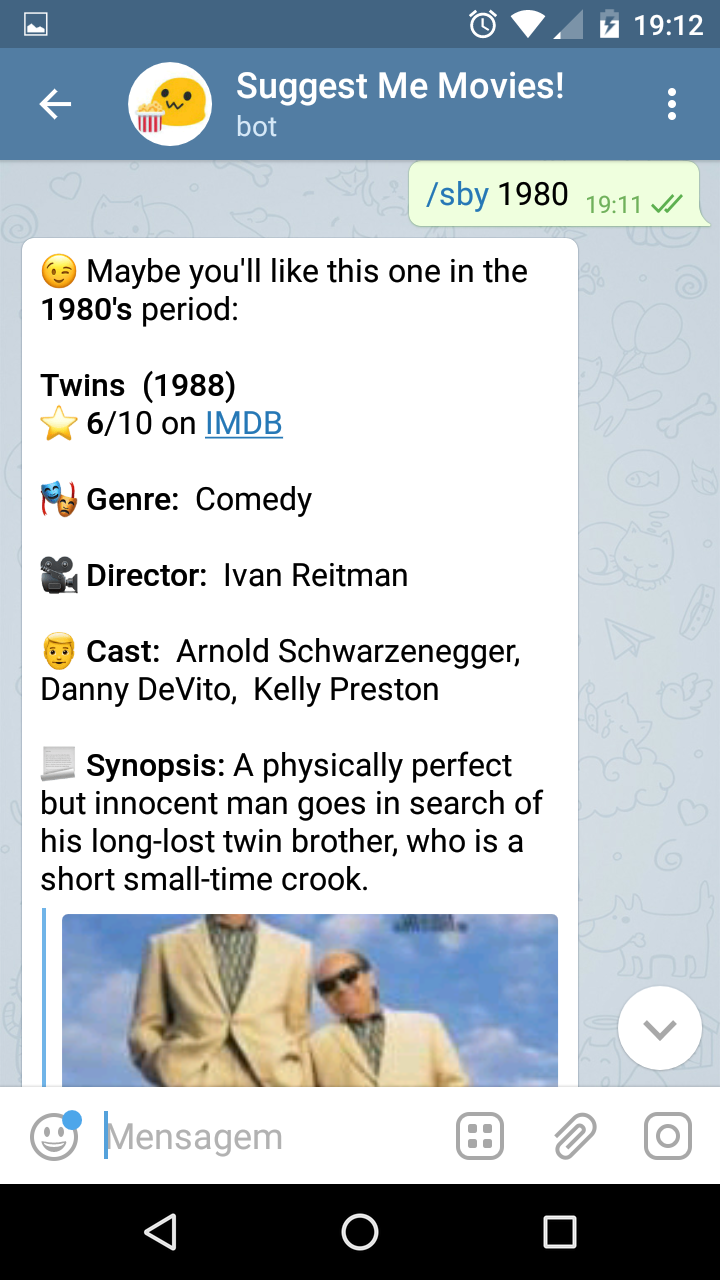 19:12
Suggest Me Movies!
bot
/sby 1980 19:11
😉 Maybe you'll like this one in the
1980's period:
Twins (1988)
⭐ 6/10 on IMDB
🎭 Genre: Comedy
🎥 Director: Ivan Reitman
👨 Cast: Arnold Schwarzenegger,
Danny DeVito, Kelly Preston
📃 Synopsis: A physically perfect
but innocent man goes in search of
his long-lost twin brother, who is a
short small-time crook.
Mensagem